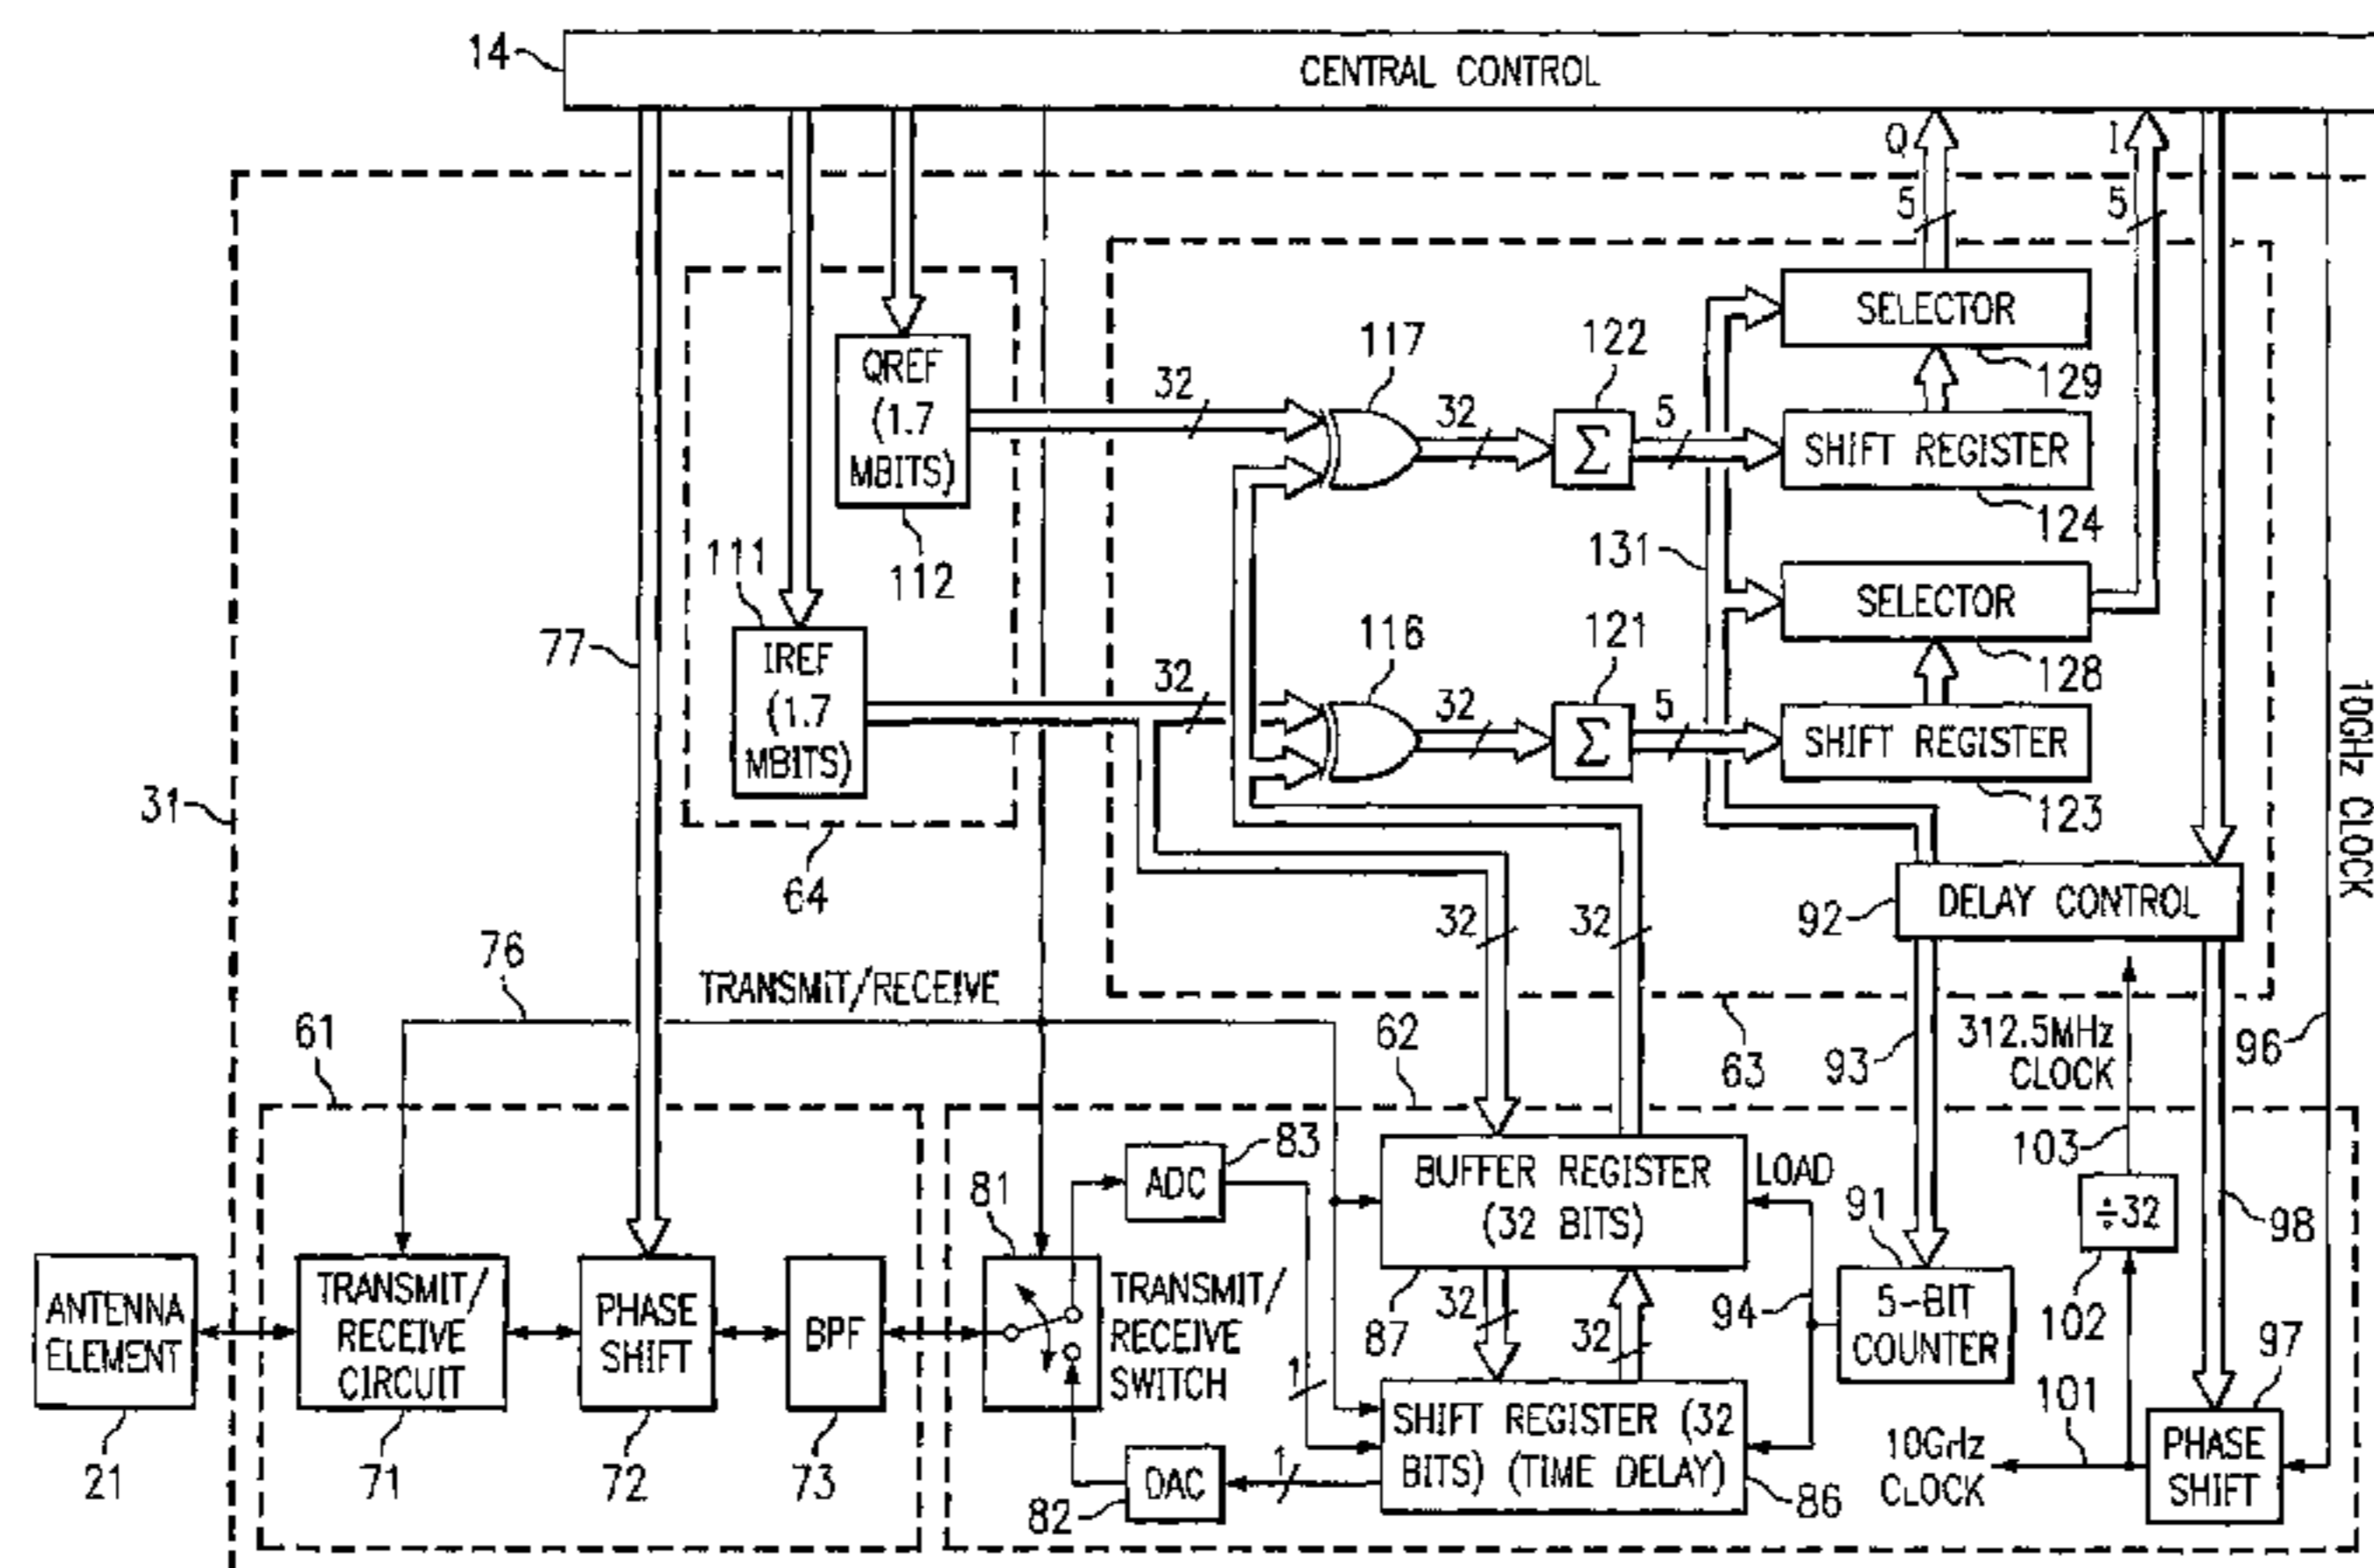 14
CENTRAL CONTROL
Q
I
5
5
SELECTOR
129
117
122
QREF
(1.7
MBITS)
32
32
Σ
5
SHIFT REGISTER
124
112
111
131
SELECTOR
128
77
IREF
(1.7
MBITS)
32
116
32
121
Σ
5
SHIFT REGISTER
123
31
64
10GHz CLOCK
32
32
92
DELAY CONTROL
76
TRANSMIT/RECEIVE
63
61
62
93
312.5MHz
CLOCK
96
103
83
ADC
81
BUFFER REGISTER
(32 BITS)
LOAD
91
÷32
98
102
ANTENNA
ELEMENT
21
TRANSMIT/
RECEIVE
CIRCUIT
71
PHASE
SHIFT
72
BPF
73
TRANSMIT/
RECEIVE
SWITCH
87
32
32
94
5-BIT
COUNTER
97
1
SHIFT REGISTER (32
BITS) (TIME DELAY)
86
101
10GHz
CLOCK
PHASE
SHIFT
82
DAC
1